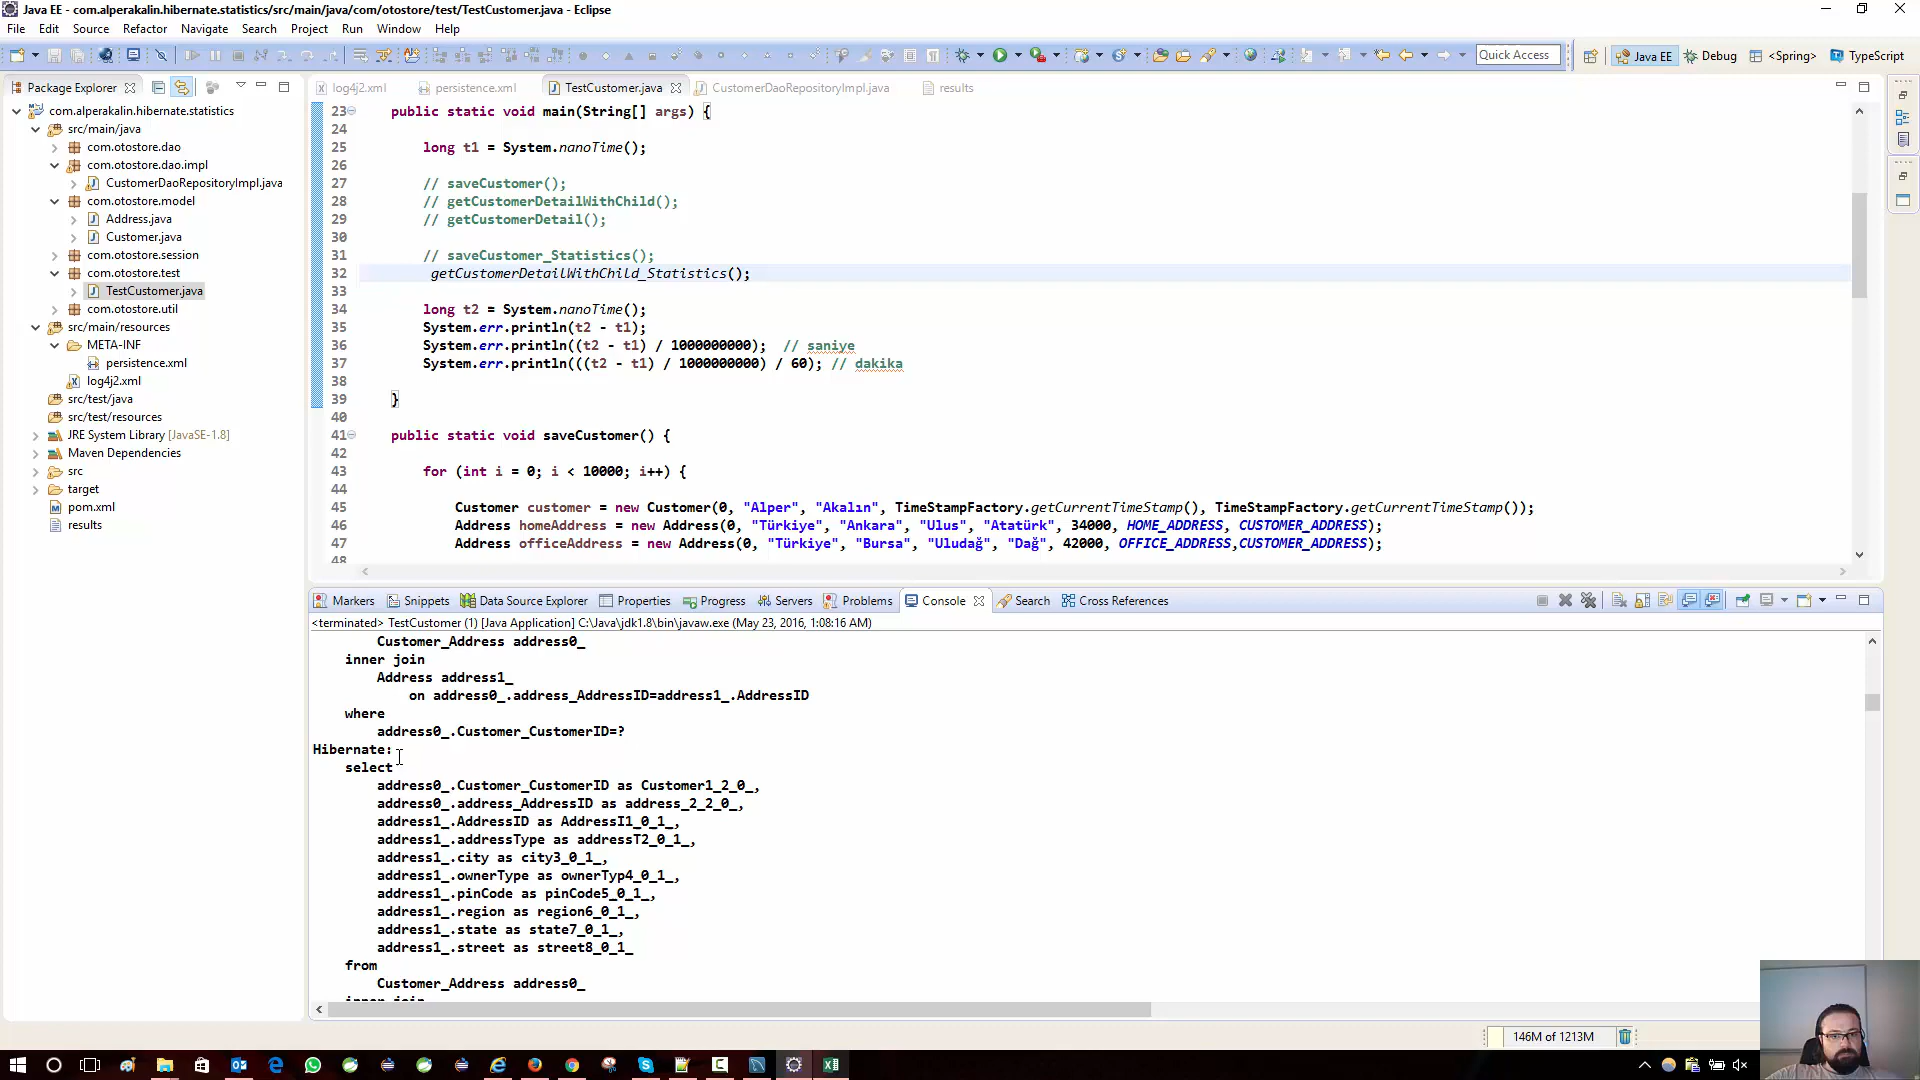 Java EE - com.alperakalin.hibernate.statistics/src/main/java/com/otostore/test/TestCustomer.java - Eclipse
File Edit Source Refactor Navigate Search Project Run Window Help
Quick Access Java EE Debug <Spring> TypeScript
Package Explorer
com.alperakalin.hibernate.statistics
src/main/java
com.otostore.dao
com.otostore.dao.impl
CustomerDaoRepositoryImpl.java
com.otostore.model
Address.java
Customer.java
com.otostore.session
com.otostore.test
TestCustomer.java
com.otostore.util
src/main/resources
META-INF
persistence.xml
log4j2.xml
src/test/java
src/test/resources
JRE System Library [JavaSE-1.8]
Maven Dependencies
src
target
pom.xml
results
log4j2.xml persistence.xml TestCustomer.java CustomerDaoRepositoryImpl.java results
23 public static void main(String[] args) {
24
25 long t1 = System.nanoTime();
26
27 // saveCustomer();
28 // getCustomerDetailWithChild();
29 // getCustomerDetail();
30
31 // saveCustomer_Statistics();
32 getCustomerDetailWithChild_Statistics();
33
34 long t2 = System.nanoTime();
35 System.err.println(t2 - t1);
36 System.err.println((t2 - t1) / 1000000000); // saniye
37 System.err.println(((t2 - t1) / 1000000000) / 60); // dakika
38
39 }
40
41 public static void saveCustomer() {
42
43 for (int i = 0; i < 10000; i++) {
44
45 Customer customer = new Customer(0, "Alper", "Akalın", TimeStampFactory.getCurrentTimeStamp(), TimeStampFactory.getCurrentTimeStamp());
46 Address homeAddress = new Address(0, "Türkiye", "Ankara", "Ulus", "Atatürk", 34000, HOME_ADDRESS, CUSTOMER_ADDRESS);
47 Address officeAddress = new Address(0, "Türkiye", "Bursa", "Uludağ", "Dağ", 42000, OFFICE_ADDRESS,CUSTOMER_ADDRESS);
48
Markers Snippets Data Source Explorer Properties Progress Servers Problems Console Search Cross References
<terminated> TestCustomer (1) [Java Application] C:\Java\jdk1.8\bin\javaw.exe (May 23, 2016, 1:08:16 AM)
Customer_Address address0_
inner join
Address address1_
on address0_.address_AddressID=address1_.AddressID
where
address0_.Customer_CustomerID=?
Hibernate:
select
address0_.Customer_CustomerID as Customer1_2_0_,
address0_.address_AddressID as address_2_2_0_,
address1_.AddressID as AddressI1_0_1_,
address1_.addressType as addressT2_0_1_,
address1_.city as city3_0_1_,
address1_.ownerType as ownerTyp4_0_1_,
address1_.pinCode as pinCode5_0_1_,
address1_.region as region6_0_1_,
address1_.state as state7_0_1_,
address1_.street as street8_0_1_
from
Customer_Address address0_
inner join
146M of 1213M